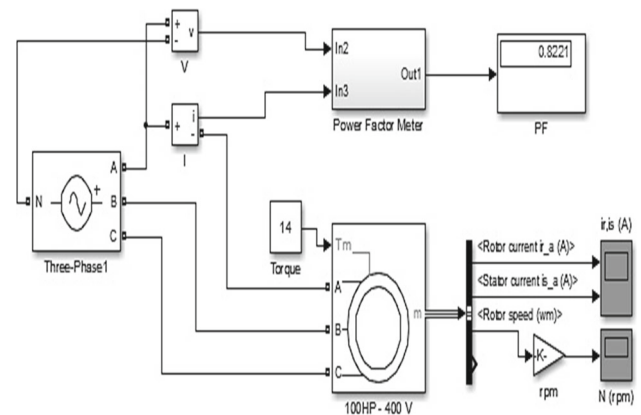 +
-
v
V
In2
In3
Out1
Power Factor Meter
0.8221
PF
+
i
-
I
A
N
+
B
C
Three-Phase1
14
Torque
Tm
A
B
C
m
100HP - 400 V
<Rotor current ir_a (A)>
<Stator current is_a (A)>
<Rotor speed (wm)>
ir,is (A)
-K-
rpm
N (rpm)